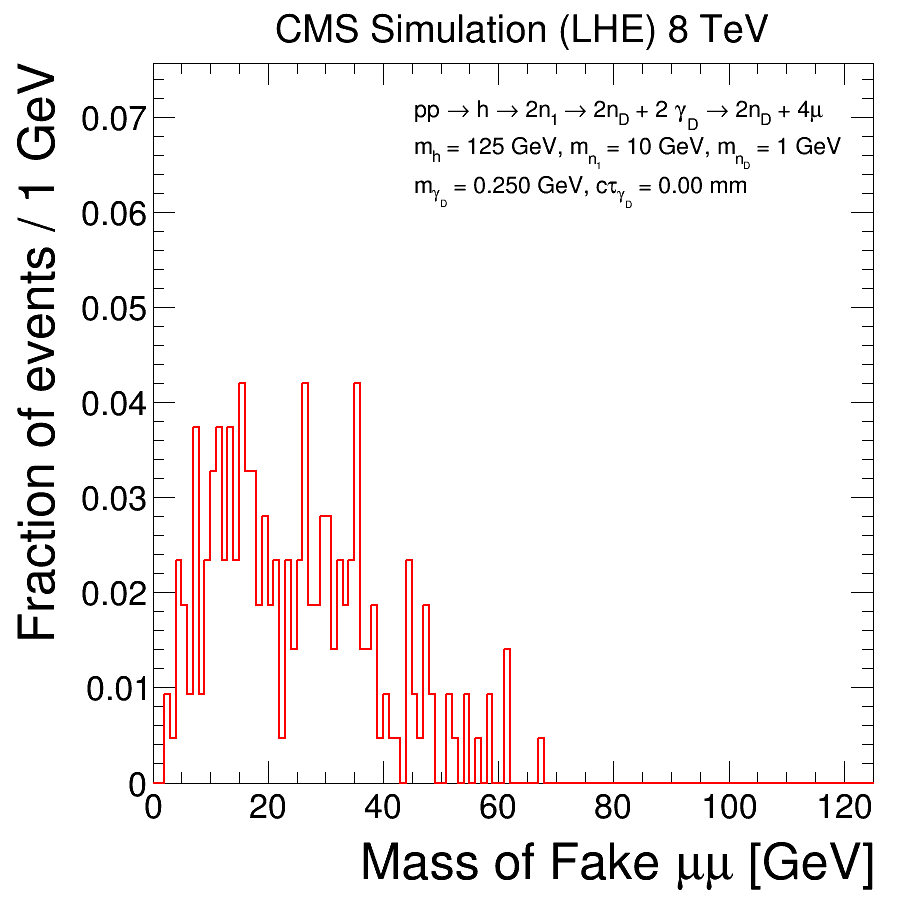 CMS Simulation (LHE) 8 TeV
pp → h → 2n₁ → 2n_D + 2 γ_D → 2n_D + 4μ
m_h = 125 GeV, m_n₁ = 10 GeV, m_n_D = 1 GeV
m_γ_D = 0.250 GeV, cτ_γ_D = 0.00 mm
Fraction of events / 1 GeV
0.07
0.06
0.05
0.04
0.03
0.02
0.01
0
0 20 40 60 80 100 120
Mass of Fake μμ [GeV]